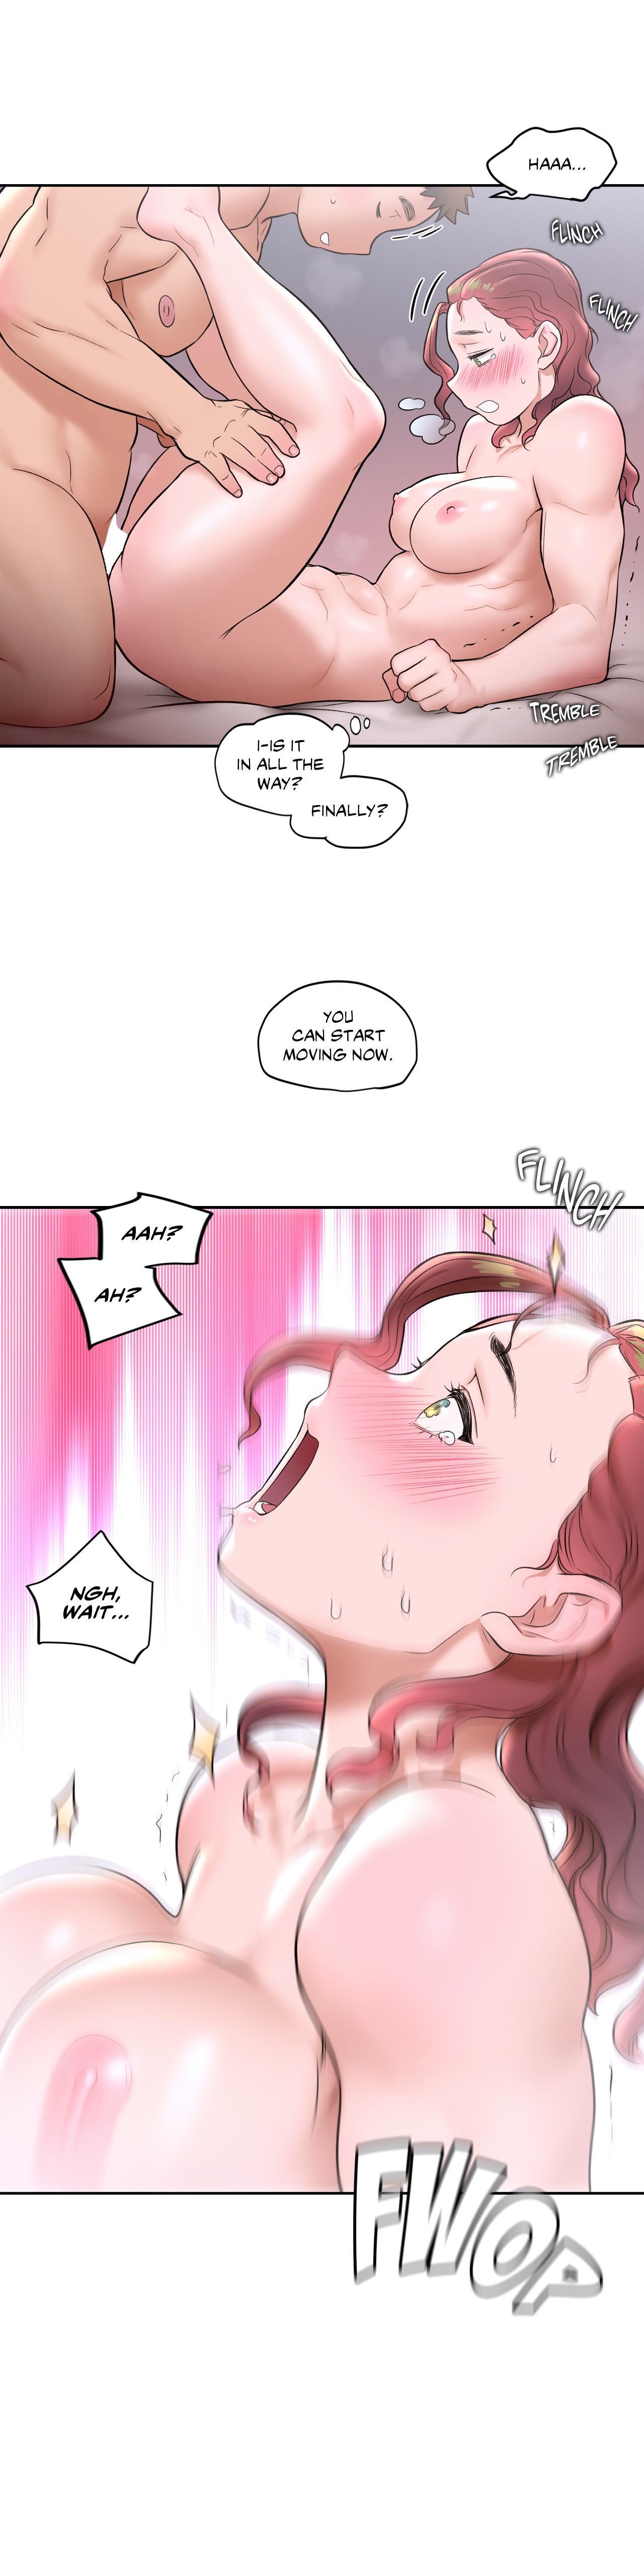 HAAA...
FLINCH
FLINCH
TREMBLE
TREMBLE
I-IS IT
IN ALL THE
WAY?
FINALLY?
YOU
CAN START
MOVING NOW.
FLINCH
AAH?
AH?
NGH,
WAIT...
FWOP